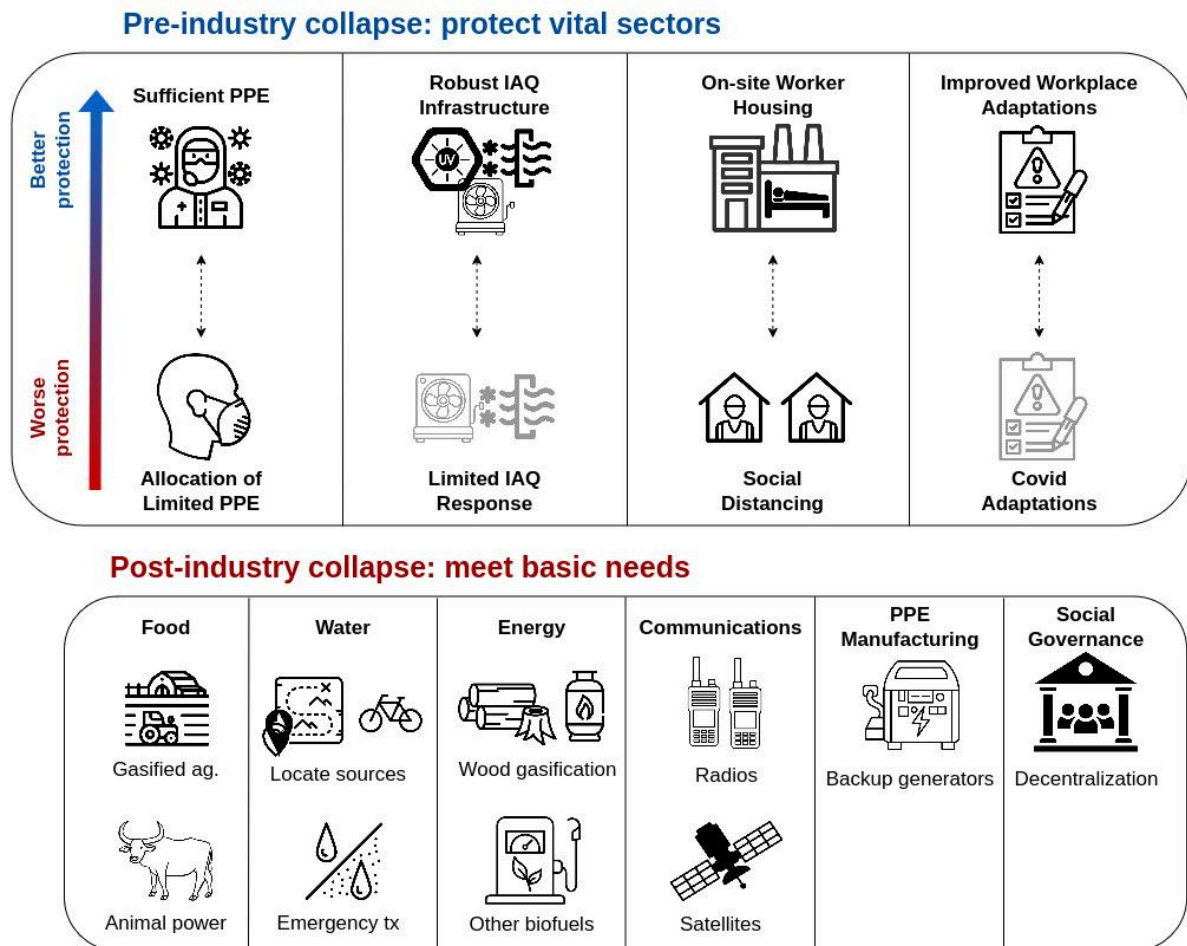 Pre-industry collapse: protect vital sectors
Better
protection
Worse
protection
Sufficient PPE
Robust IAQ
Infrastructure
On-site Worker
Housing
Improved Workplace
Adaptations
UV
Allocation of
Limited PPE
Limited IAQ
Response
Social
Distancing
Covid
Adaptations
Post-industry collapse: meet basic needs
Food
Water
Energy
Communications
PPE
Manufacturing
Social
Governance
Gasified ag.
Locate sources
Wood gasification
Radios
Backup generators
Decentralization
Animal power
Emergency tx
Other biofuels
Satellites